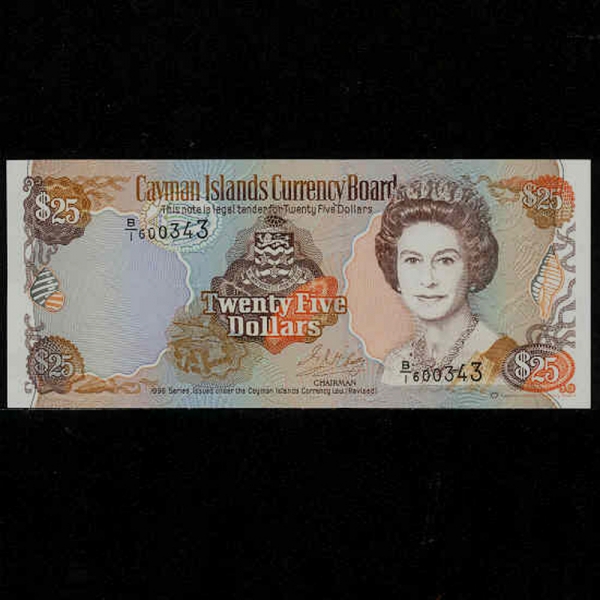 Cayman Islands Currency Board
$25
$25
This note is legal tender for Twenty Five Dollars
B/1 600343
Twenty Five
Dollars
CHAIRMAN
B/1 600343
$25
$25
1996 Series, Issued under the Cayman Islands Currency Law. (Revised)